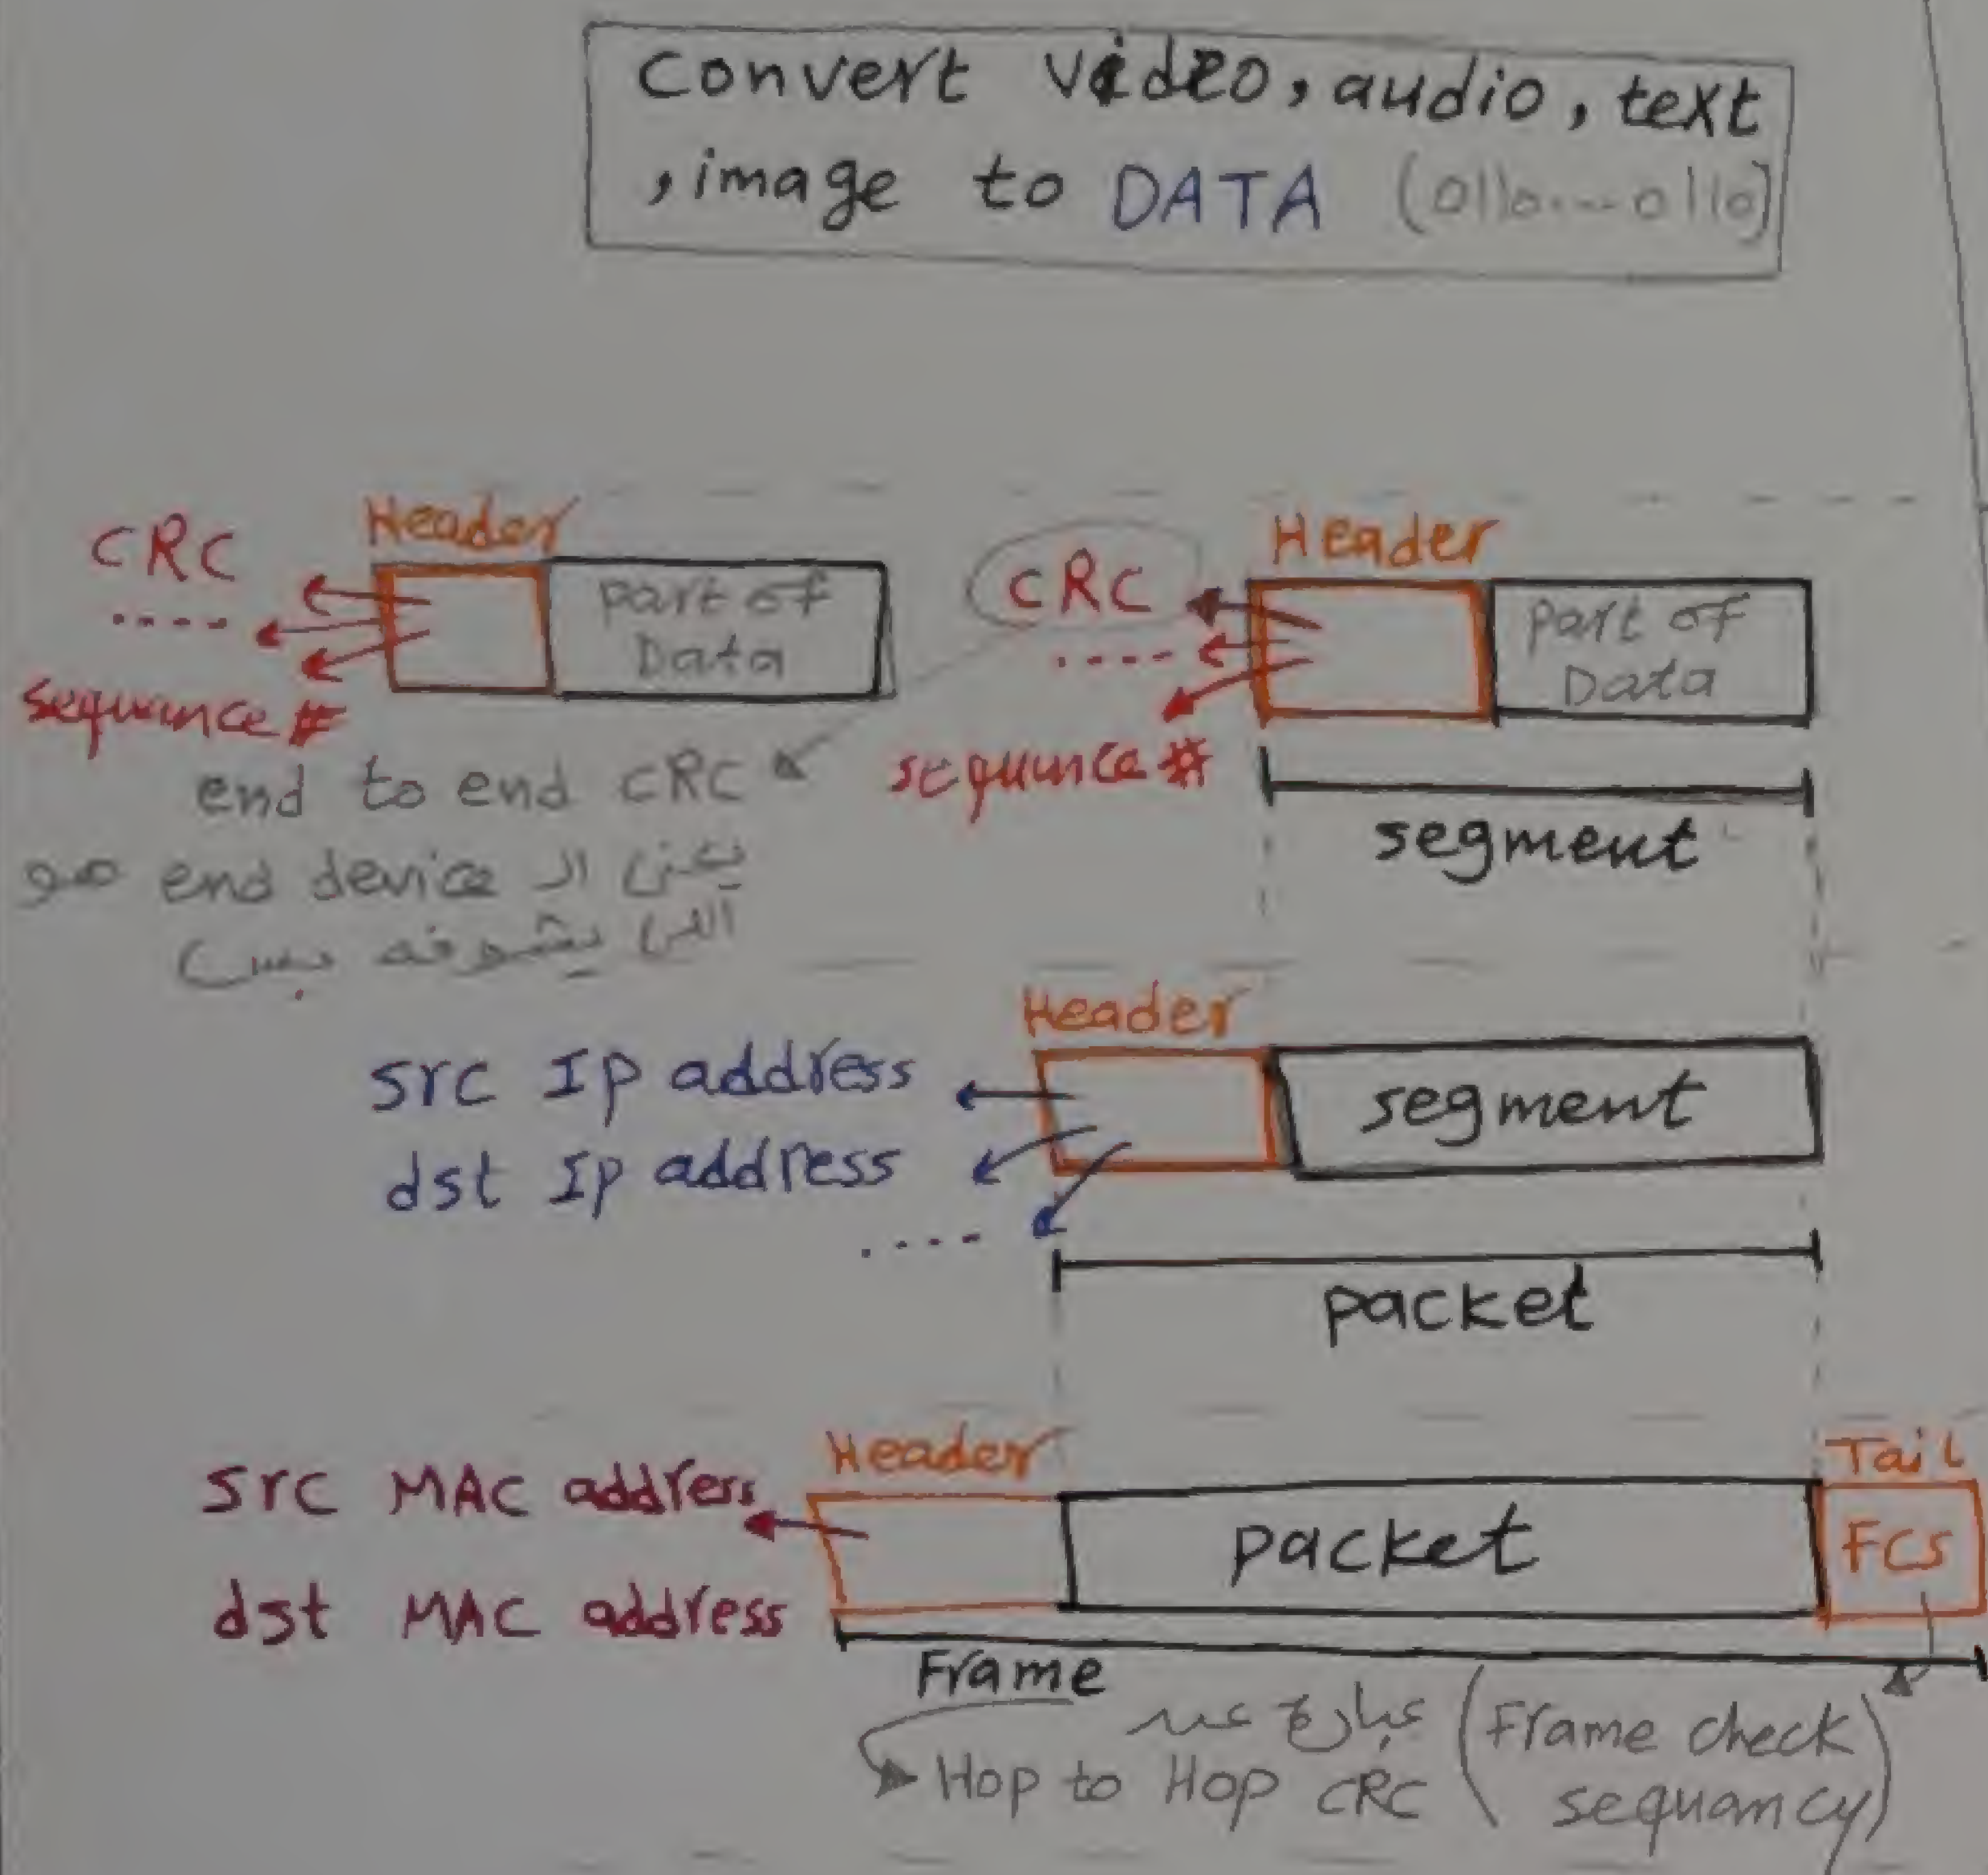 convert video, audio, text
, image to DATA (0110....0110)
Header
CRC
....
sequence #
part of
Data
Header
CRC
....
sequence #
part of
Data
segment
end to end CRC
يعني الـ end device هو
اللي يشوفه بس
Header
src Ip address
dst Ip address
....
segment
packet
Header
src MAC address
dst MAC address
packet
Tail
FCS
Frame
عبارة عن (Frame check
sequancy)
Hop to Hop CRC